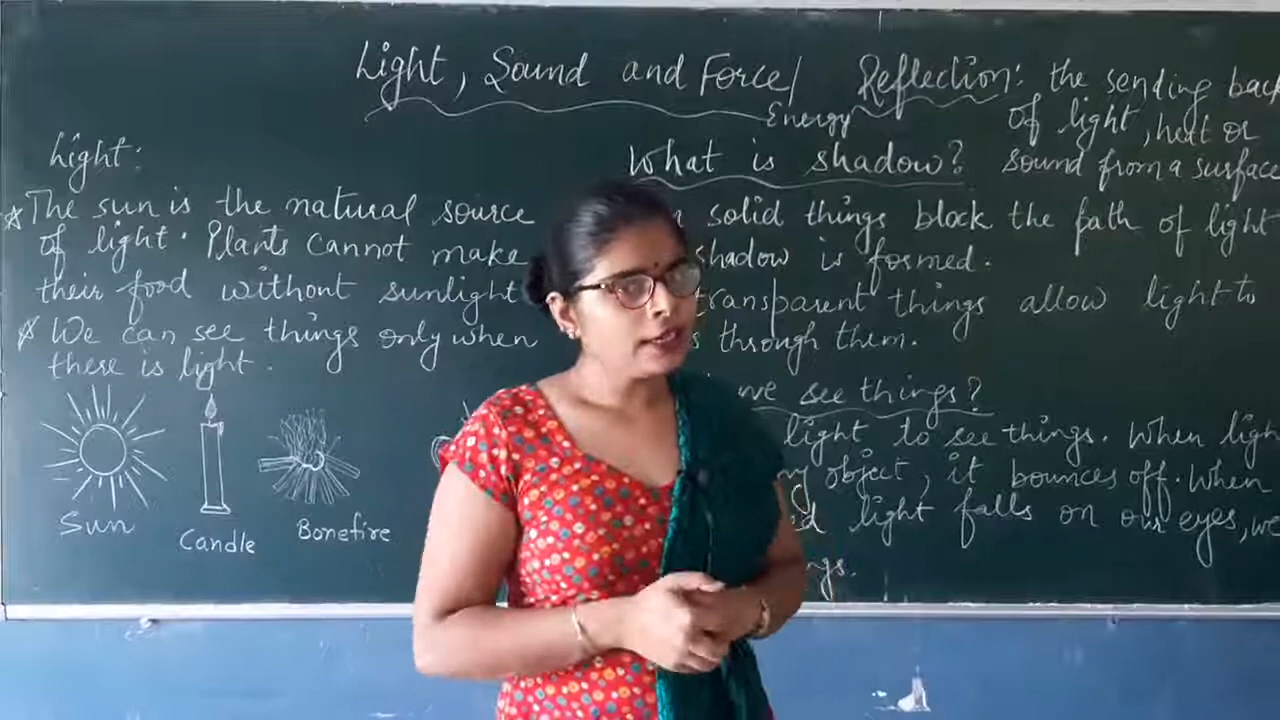 Light, Sound and Force/
Energy
Light:
The sun is the natural source
of light. Plants cannot make
their food without sunlight
We can see things only when
there is light.
Sun
Candle
Bonefire
Reflection: the sending back
of light, heat or
sound from a surface
What is shadow?
solid things block the path of light
shadow is formed.
transparent things allow light to
through them.
we see things?
light to see things. When
object, it bounces off. When
light falls on our eyes, we